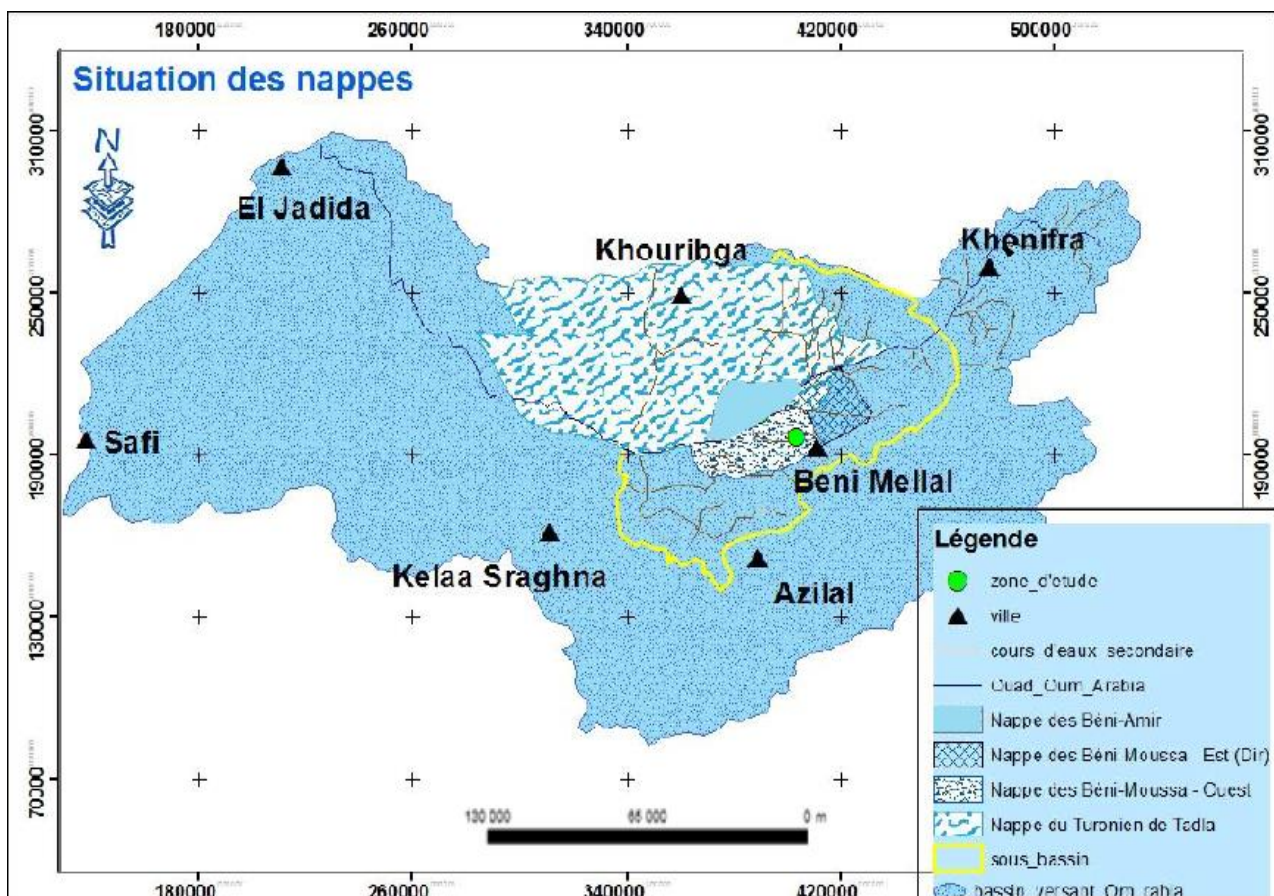 180000 260000 340000 420000 500000
Situation des nappes
N
310000 310000
El Jadida
Khouribga
Khenifra
250000 250000
Safi
190000 190000
Beni Mellal
Kelaa Sraghna
Azilal
130000
70000
130 000 65 000 0 m
Légende
zone_d'etude
ville
cours_d'eaux_secondaire
Ouad_Oum_Arabia
Nappe des Béni-Amir
Nappe des Béni Moussa - Est (Dir)
Nappe des Béni-Moussa - Ouest
Nappe du Turonien de Tadla
sous_bassin
bassin_versant_Om_rabia
180000 260000 340000 420000